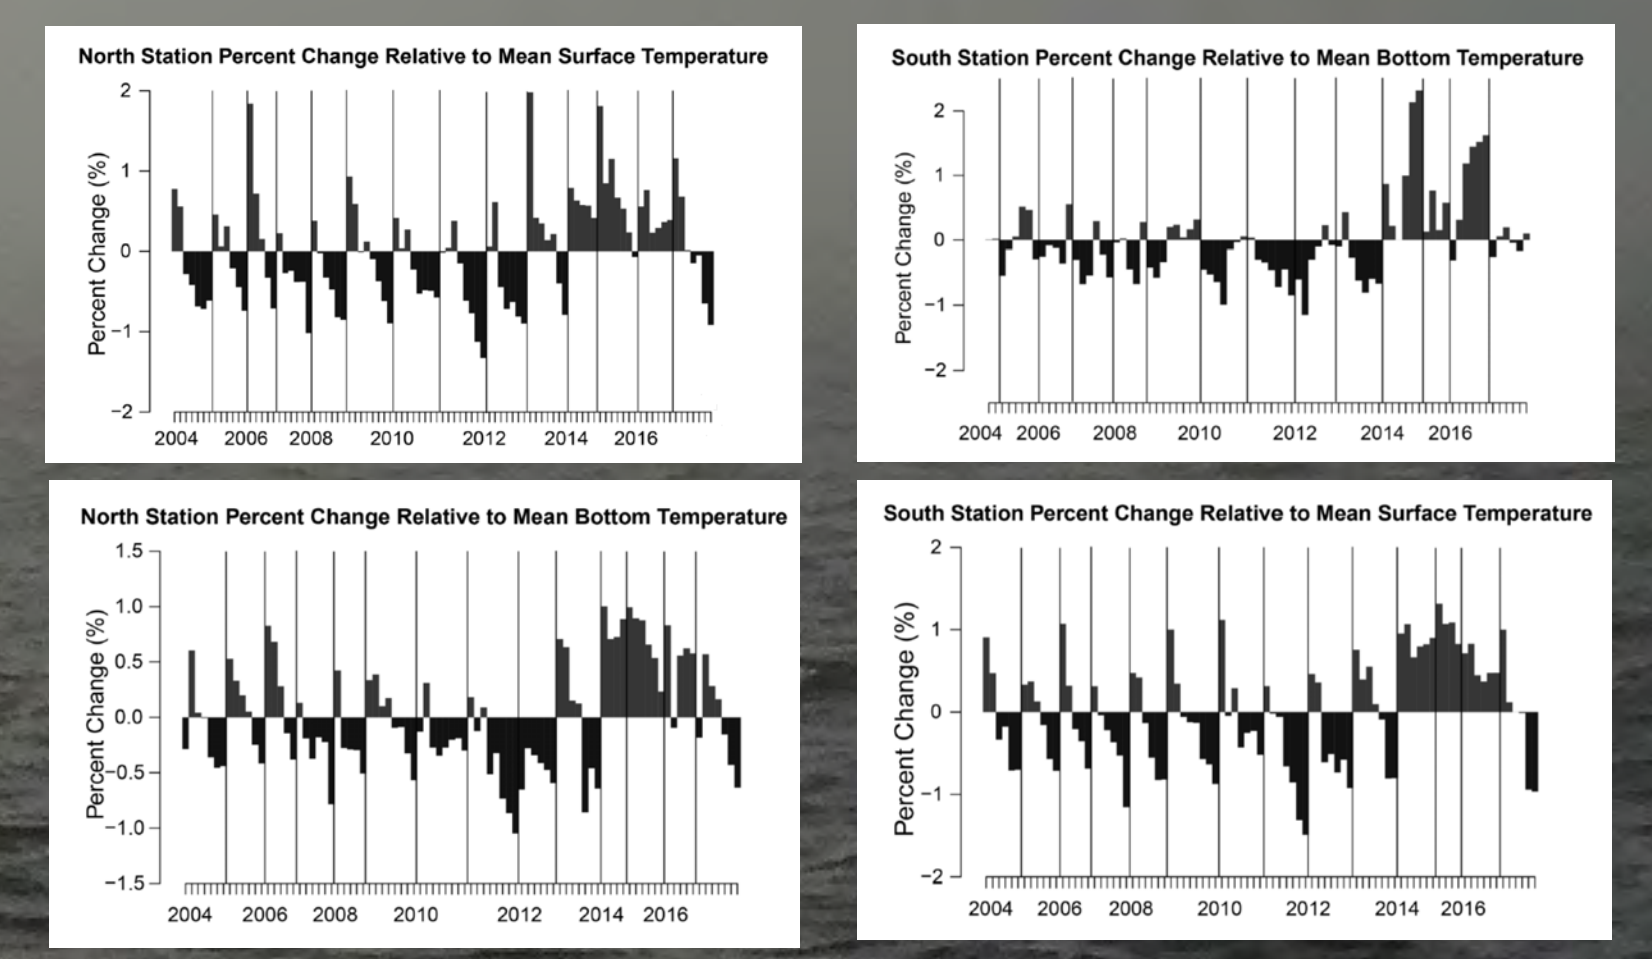 North Station Percent Change Relative to Mean Surface Temperature
Percent Change (%)
2
1
0
−1
−2
2004 2006 2008 2010 2012 2014 2016
South Station Percent Change Relative to Mean Bottom Temperature
Percent Change (%)
2
1
0
−1
−2
2004 2006 2008 2010 2012 2014 2016
North Station Percent Change Relative to Mean Bottom Temperature
Percent Change (%)
1.5
1.0
0.5
0.0
−0.5
−1.0
−1.5
2004 2006 2008 2010 2012 2014 2016
South Station Percent Change Relative to Mean Surface Temperature
Percent Change (%)
2
1
0
−1
−2
2004 2006 2008 2010 2012 2014 2016